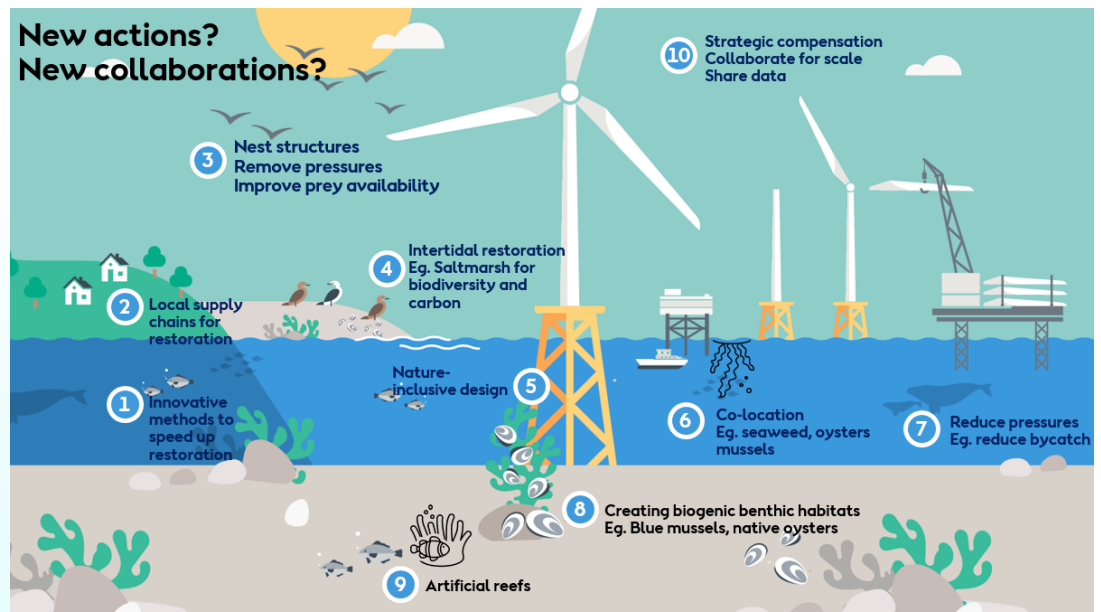 New actions?
New collaborations?
10
Strategic compensation
Collaborate for scale
Share data
3
Nest structures
Remove pressures
Improve prey availability
4
Intertidal restoration
Eg. Saltmarsh for
biodiversity and
carbon
2
Local supply
chains for
restoration
1
Innovative
methods to
speed up
restoration
Nature-
inclusive design
5
6
Co-location
Eg. seaweed, oysters
mussels
7
Reduce pressures
Eg. reduce bycatch
8
Creating biogenic benthic habitats
Eg. Blue mussels, native oysters
9
Artificial reefs